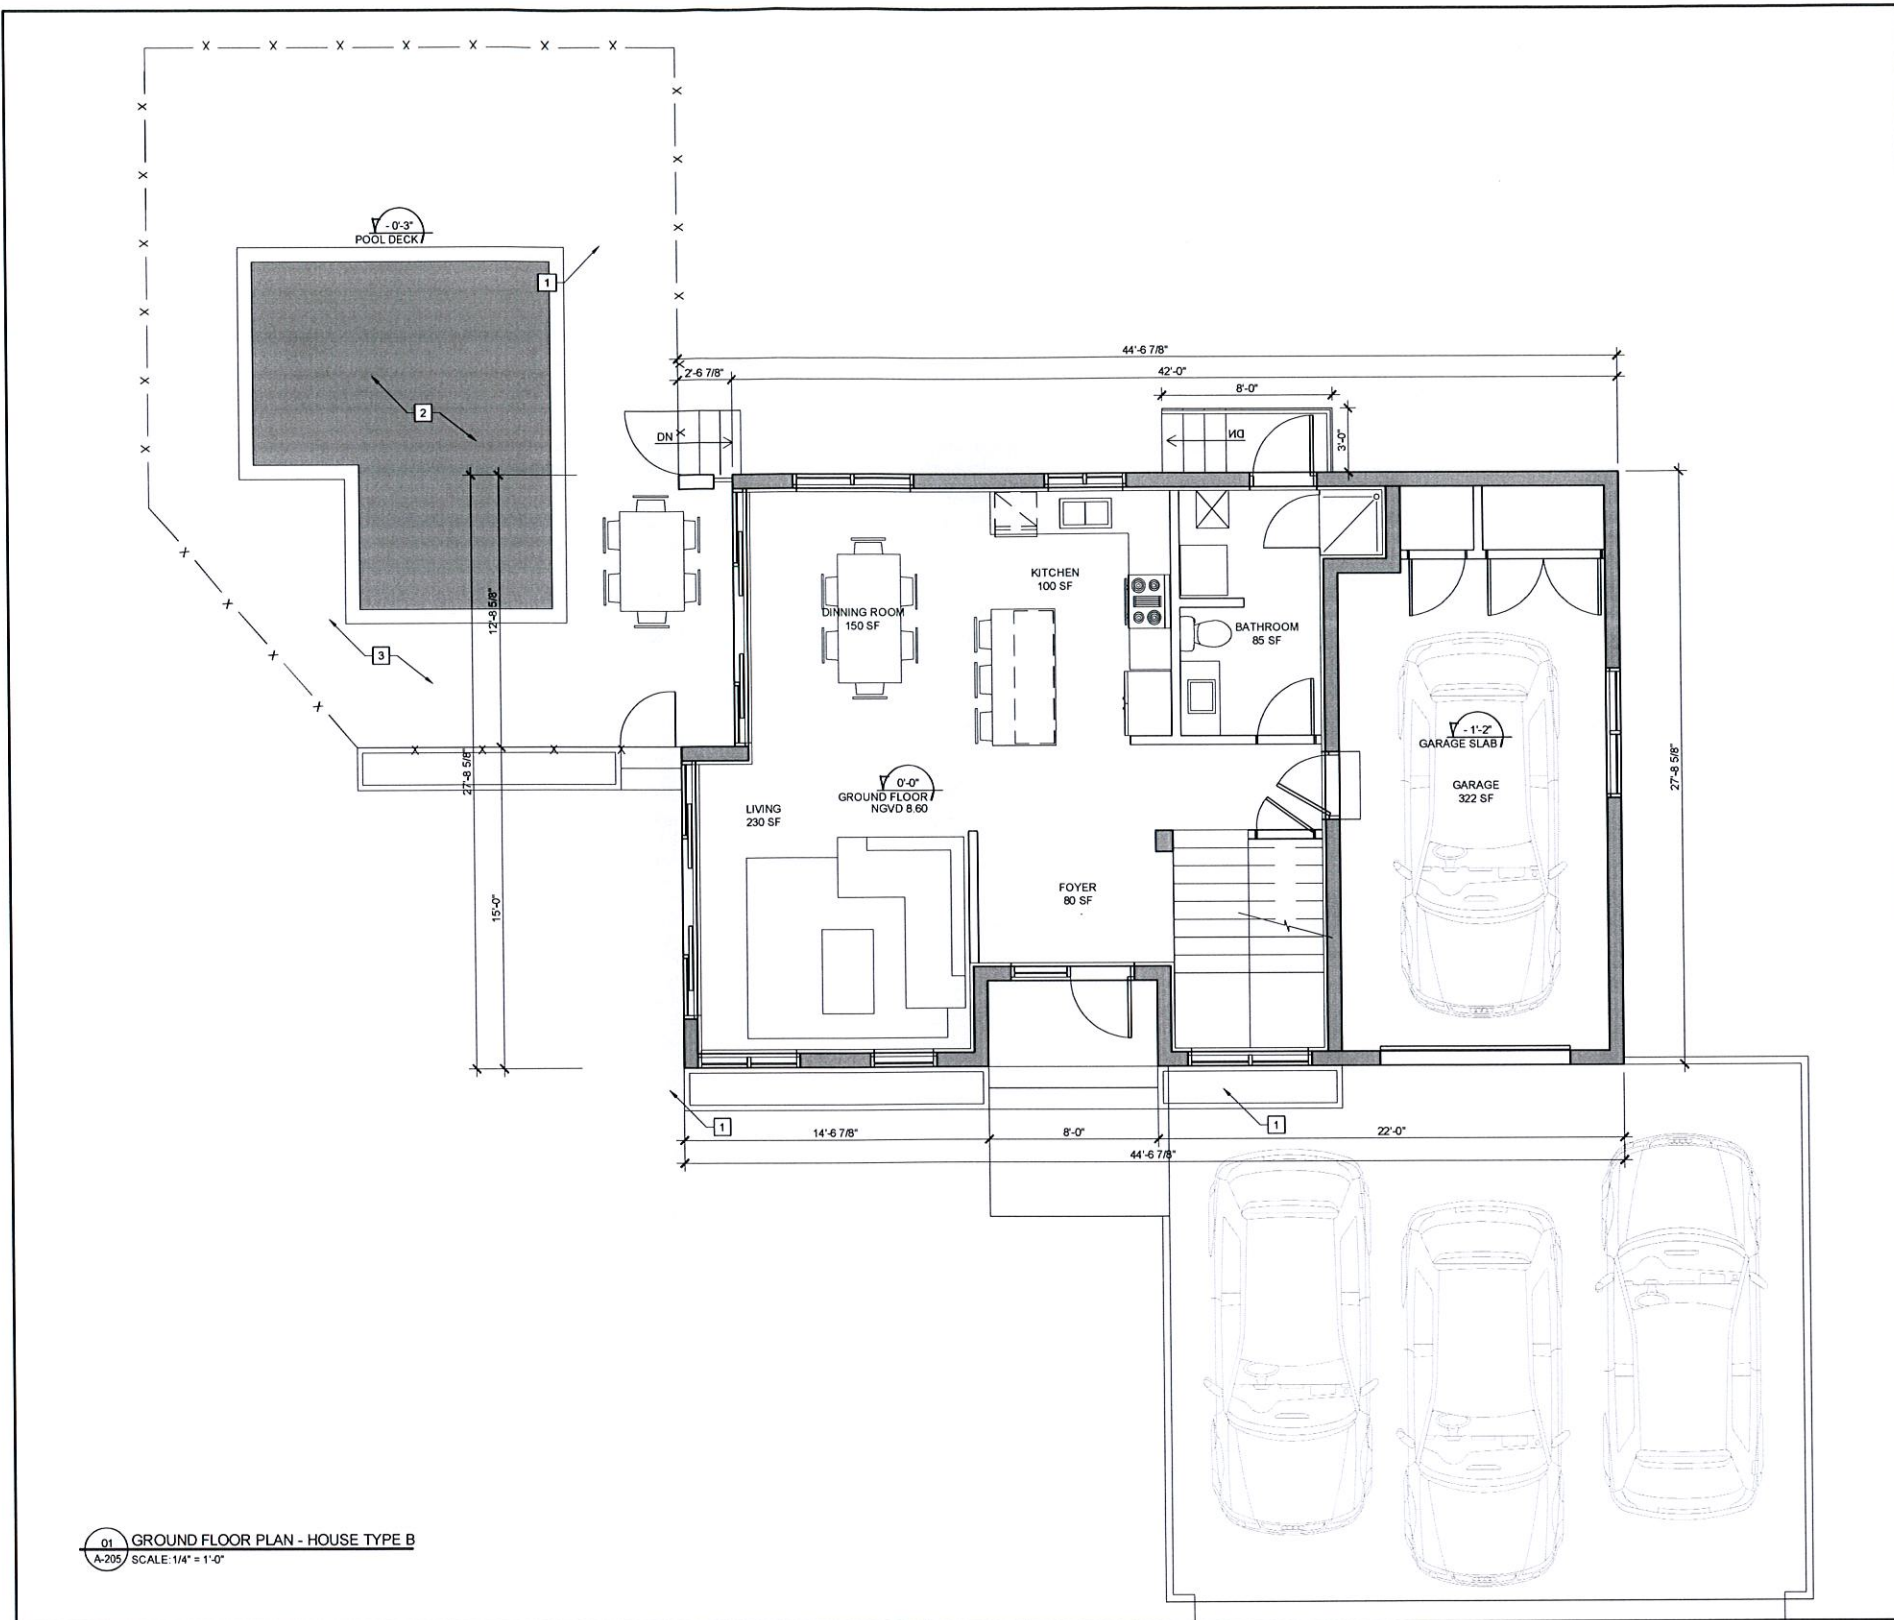 - 0'-3"
POOL DECK
1
2
3
44'-6 7/8"
2'-6 7/8"
42'-0"
8'-0"
3'-0"
DN
DN
KITCHEN
100 SF
DINNING ROOM
150 SF
BATHROOM
85 SF
12'-8 5/8"
27'-8 5/8"
15'-0"
- 1'-2"
GARAGE SLAB
GARAGE
322 SF
27'-8 5/8"
0'-0"
GROUND FLOOR
NGVD 8.60
LIVING
230 SF
FOYER
80 SF
1
1
14'-6 7/8"
8'-0"
22'-0"
44'-6 7/8"
01
A-205
GROUND FLOOR PLAN - HOUSE TYPE B
SCALE: 1/4" = 1'-0"